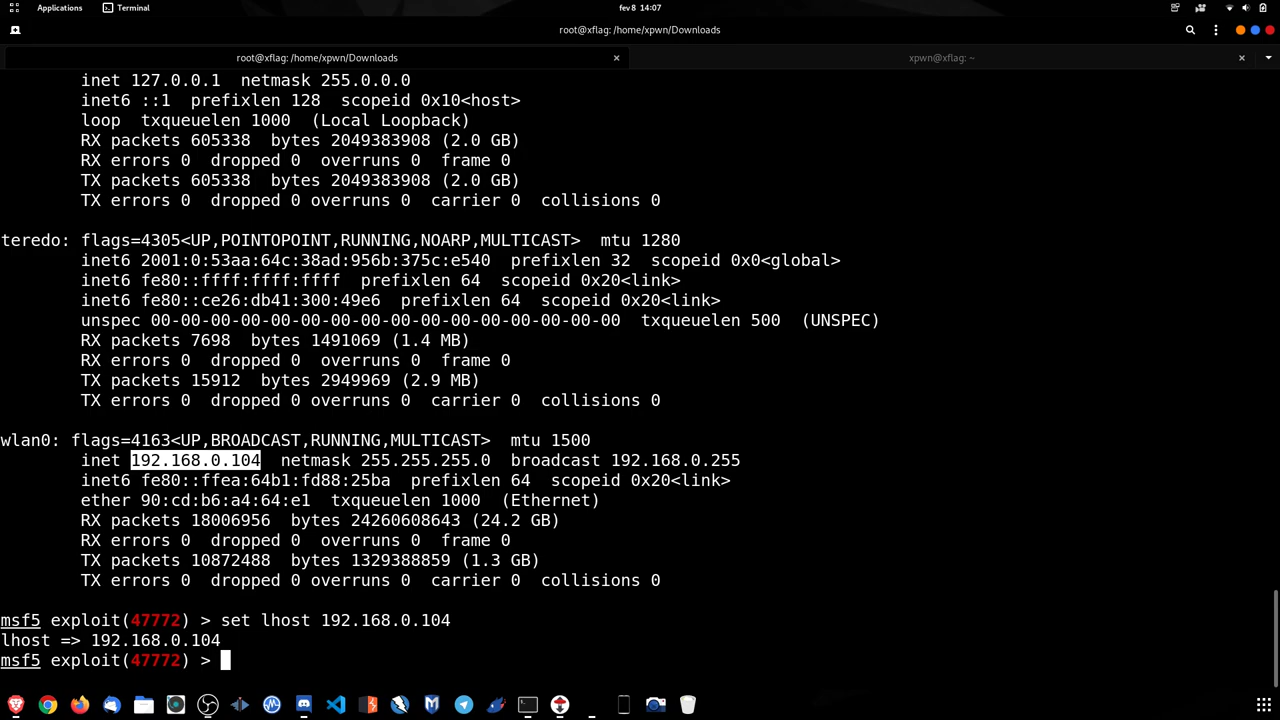 Applications
Terminal
fev 8 14:07
root@xflag: /home/xpwn/Downloads
root@xflag: /home/xpwn/Downloads
xpwn@xflag: ~
inet 127.0.0.1 netmask 255.0.0.0
inet6 ::1 prefixlen 128 scopeid 0x10<host>
loop txqueuelen 1000 (Local Loopback)
RX packets 605338 bytes 2049383908 (2.0 GB)
RX errors 0 dropped 0 overruns 0 frame 0
TX packets 605338 bytes 2049383908 (2.0 GB)
TX errors 0 dropped 0 overruns 0 carrier 0 collisions 0
teredo: flags=4305<UP,POINTOPOINT,RUNNING,NOARP,MULTICAST> mtu 1280
inet6 2001:0:53aa:64c:38ad:956b:375c:e540 prefixlen 32 scopeid 0x0<global>
inet6 fe80::ffff:ffff:ffff prefixlen 64 scopeid 0x20<link>
inet6 fe80::ce26:db41:300:49e6 prefixlen 64 scopeid 0x20<link>
unspec 00-00-00-00-00-00-00-00-00-00-00-00-00-00-00-00 txqueuelen 500 (UNSPEC)
RX packets 7698 bytes 1491069 (1.4 MB)
RX errors 0 dropped 0 overruns 0 frame 0
TX packets 15912 bytes 2949969 (2.9 MB)
TX errors 0 dropped 0 overruns 0 carrier 0 collisions 0
wlan0: flags=4163<UP,BROADCAST,RUNNING,MULTICAST> mtu 1500
inet 192.168.0.104 netmask 255.255.255.0 broadcast 192.168.0.255
inet6 fe80::ffea:64b1:fd88:25ba prefixlen 64 scopeid 0x20<link>
ether 90:cd:b6:a4:64:e1 txqueuelen 1000 (Ethernet)
RX packets 18006956 bytes 24260608643 (24.2 GB)
RX errors 0 dropped 0 overruns 0 frame 0
TX packets 10872488 bytes 1329388859 (1.3 GB)
TX errors 0 dropped 0 overruns 0 carrier 0 collisions 0
msf5 exploit(47772) > set lhost 192.168.0.104
lhost => 192.168.0.104
msf5 exploit(47772) >